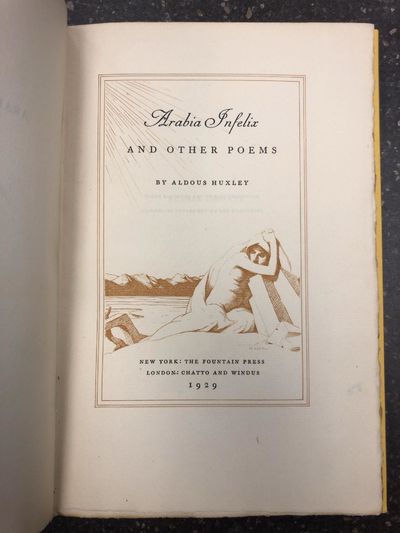 Arabia Infelix
AND OTHER POEMS
BY ALDOUS HUXLEY
NEW YORK: THE FOUNTAIN PRESS
LONDON: CHATTO AND WINDUS
1929